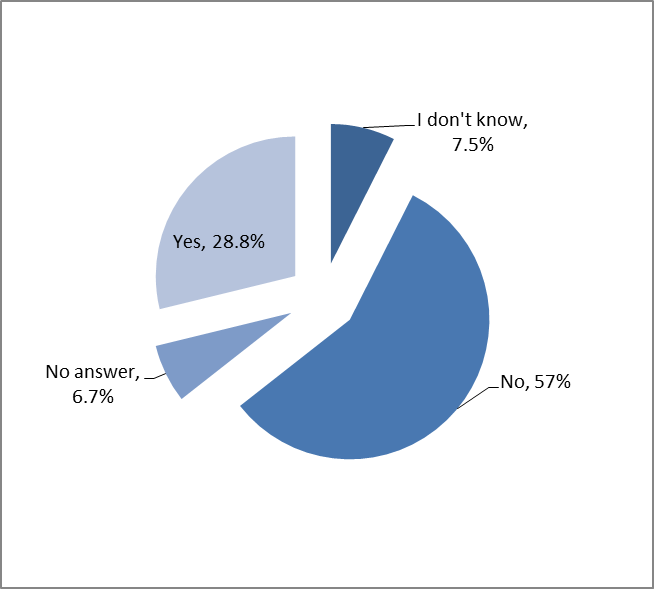 I don't know,
7.5%
Yes, 28.8%
No answer,
6.7%
No, 57%